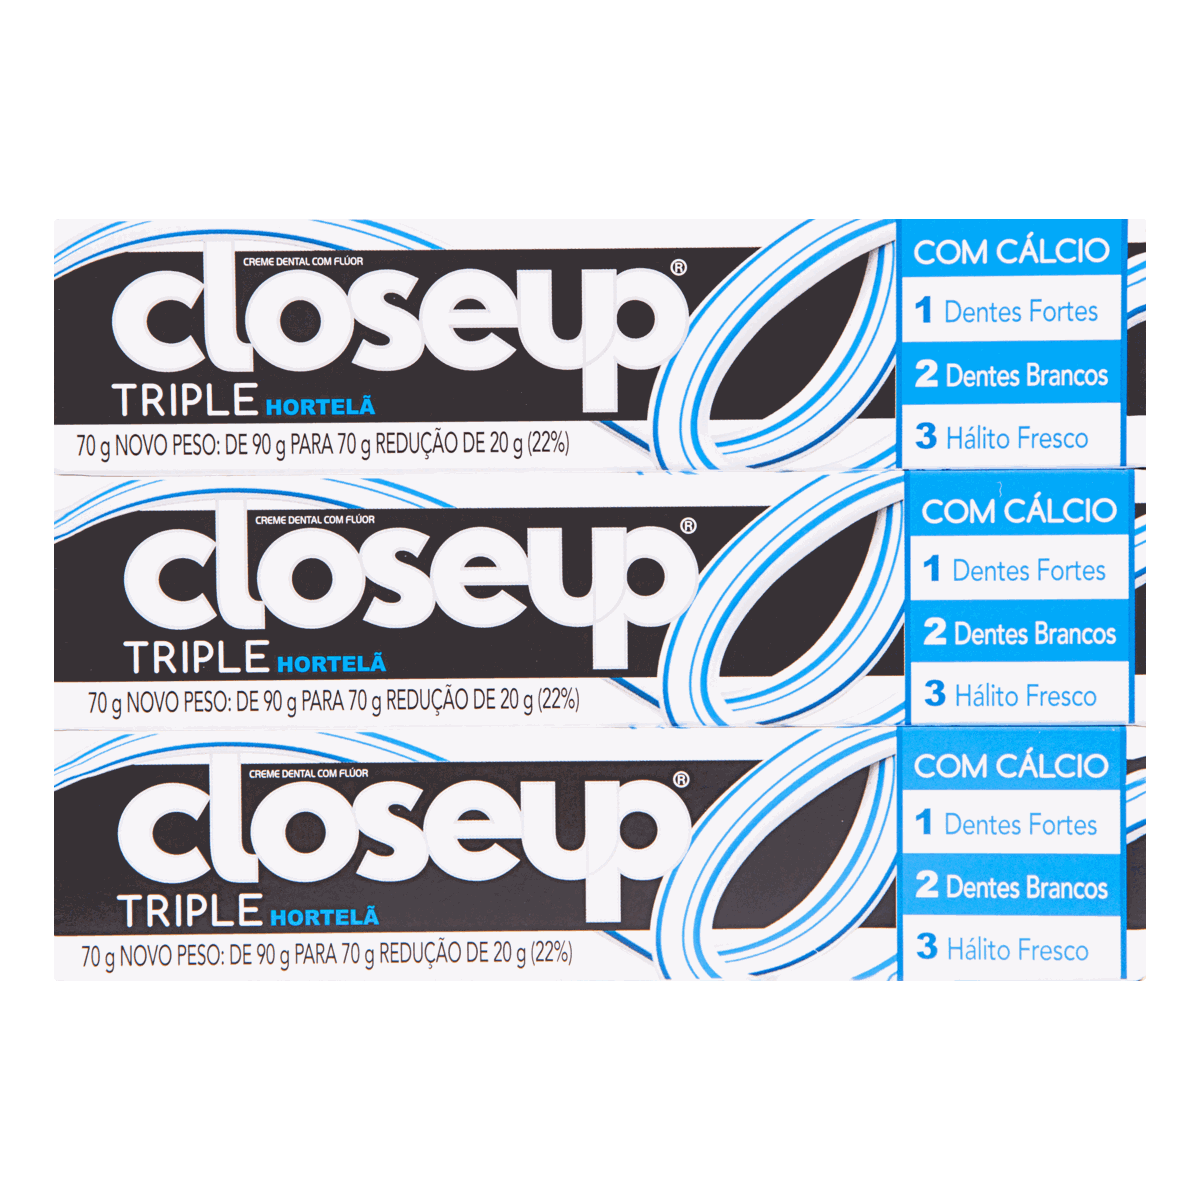 CREME DENTAL COM FLÚOR
closeup®
TRIPLE HORTELÃ
70 g NOVO PESO: DE 90 g PARA 70 g REDUÇÃO DE 20 g (22%)
COM CÁLCIO
1 Dentes Fortes
2 Dentes Brancos
3 Hálito Fresco
CREME DENTAL COM FLÚOR
closeup®
TRIPLE HORTELÃ
70 g NOVO PESO: DE 90 g PARA 70 g REDUÇÃO DE 20 g (22%)
COM CÁLCIO
1 Dentes Fortes
2 Dentes Brancos
3 Hálito Fresco
CREME DENTAL COM FLÚOR
closeup®
TRIPLE HORTELÃ
70 g NOVO PESO: DE 90 g PARA 70 g REDUÇÃO DE 20 g (22%)
COM CÁLCIO
1 Dentes Fortes
2 Dentes Brancos
3 Hálito Fresco